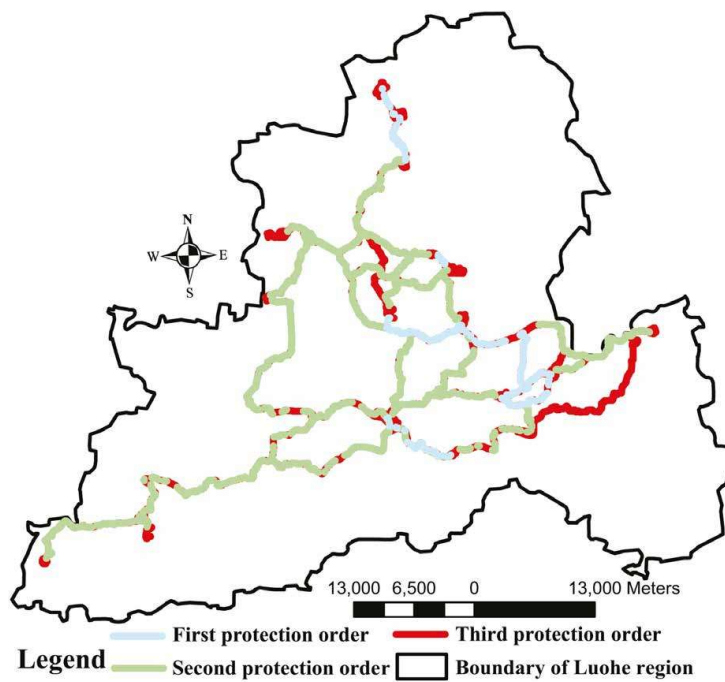 N
W E
S
13,000 6,500 0 13,000 Meters
First protection order Third protection order
Legend Second protection order Boundary of Luohe region